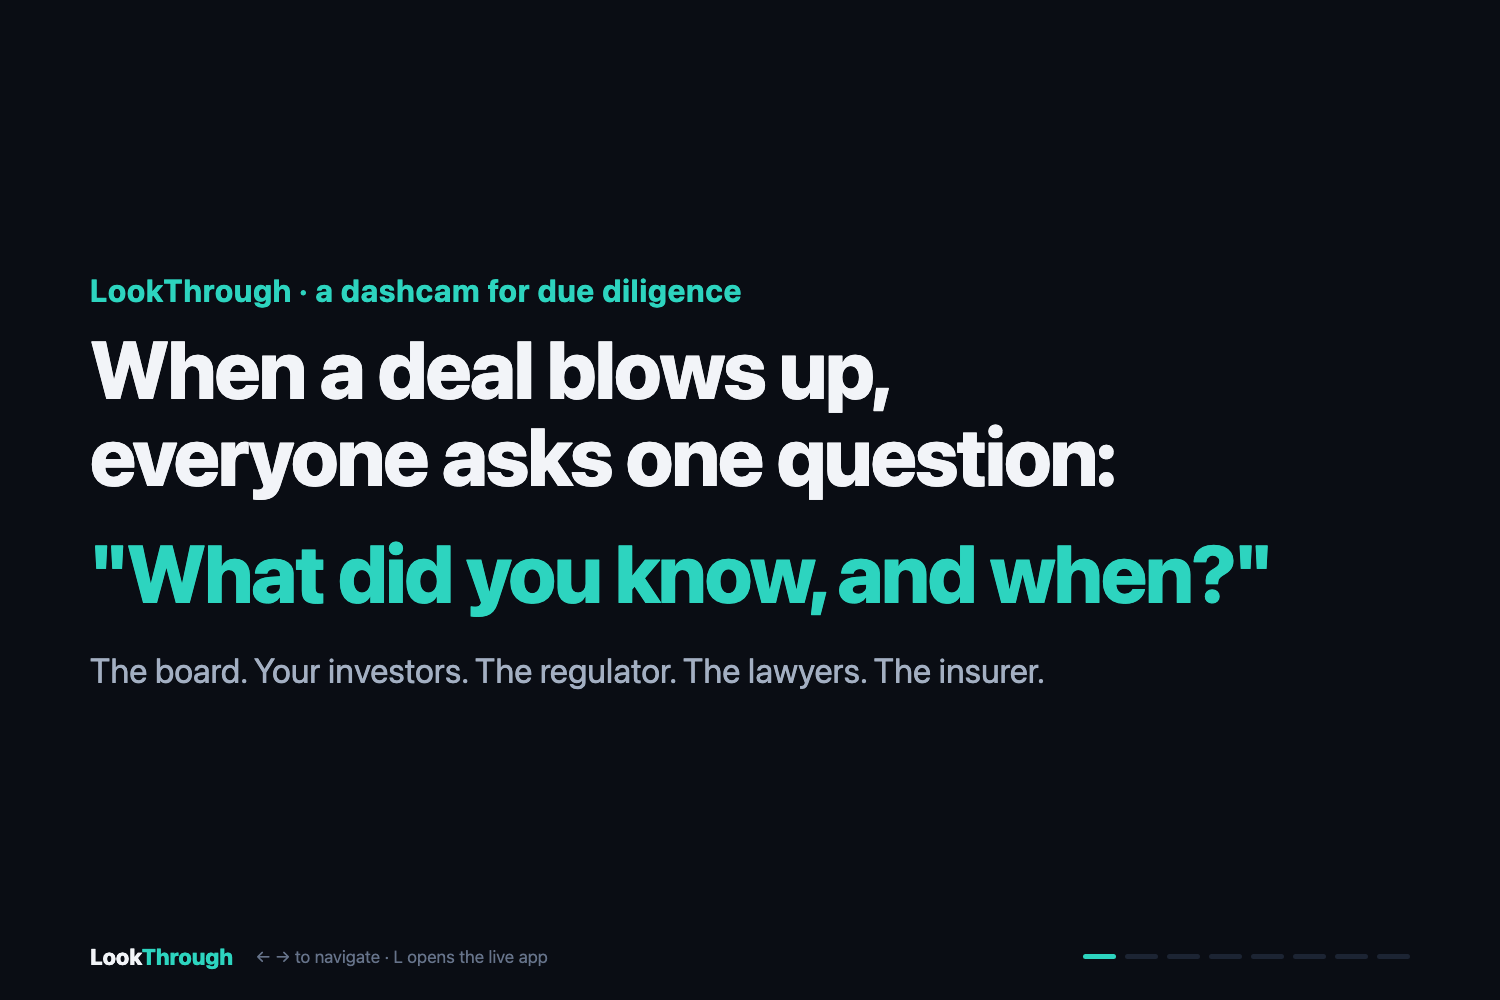 LookThrough · a dashcam for due diligence
When a deal blows up,
everyone asks one question:
"What did you know, and when?"
The board. Your investors. The regulator. The lawyers. The insurer.
LookThrough ← → to navigate · L opens the live app